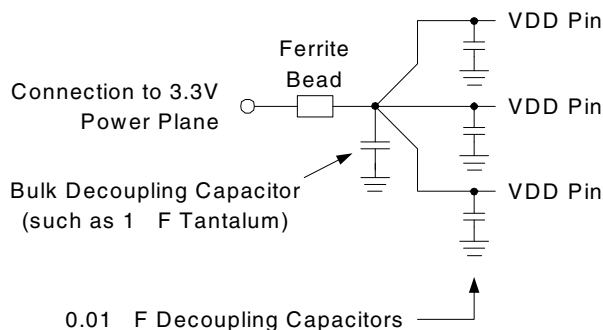 VDD Pin
Ferrite
Bead
Connection to 3.3V
Power Plane
VDD Pin
Bulk Decoupling Capacitor
(such as 1 F Tantalum)
VDD Pin
0.01 F Decoupling Capacitors